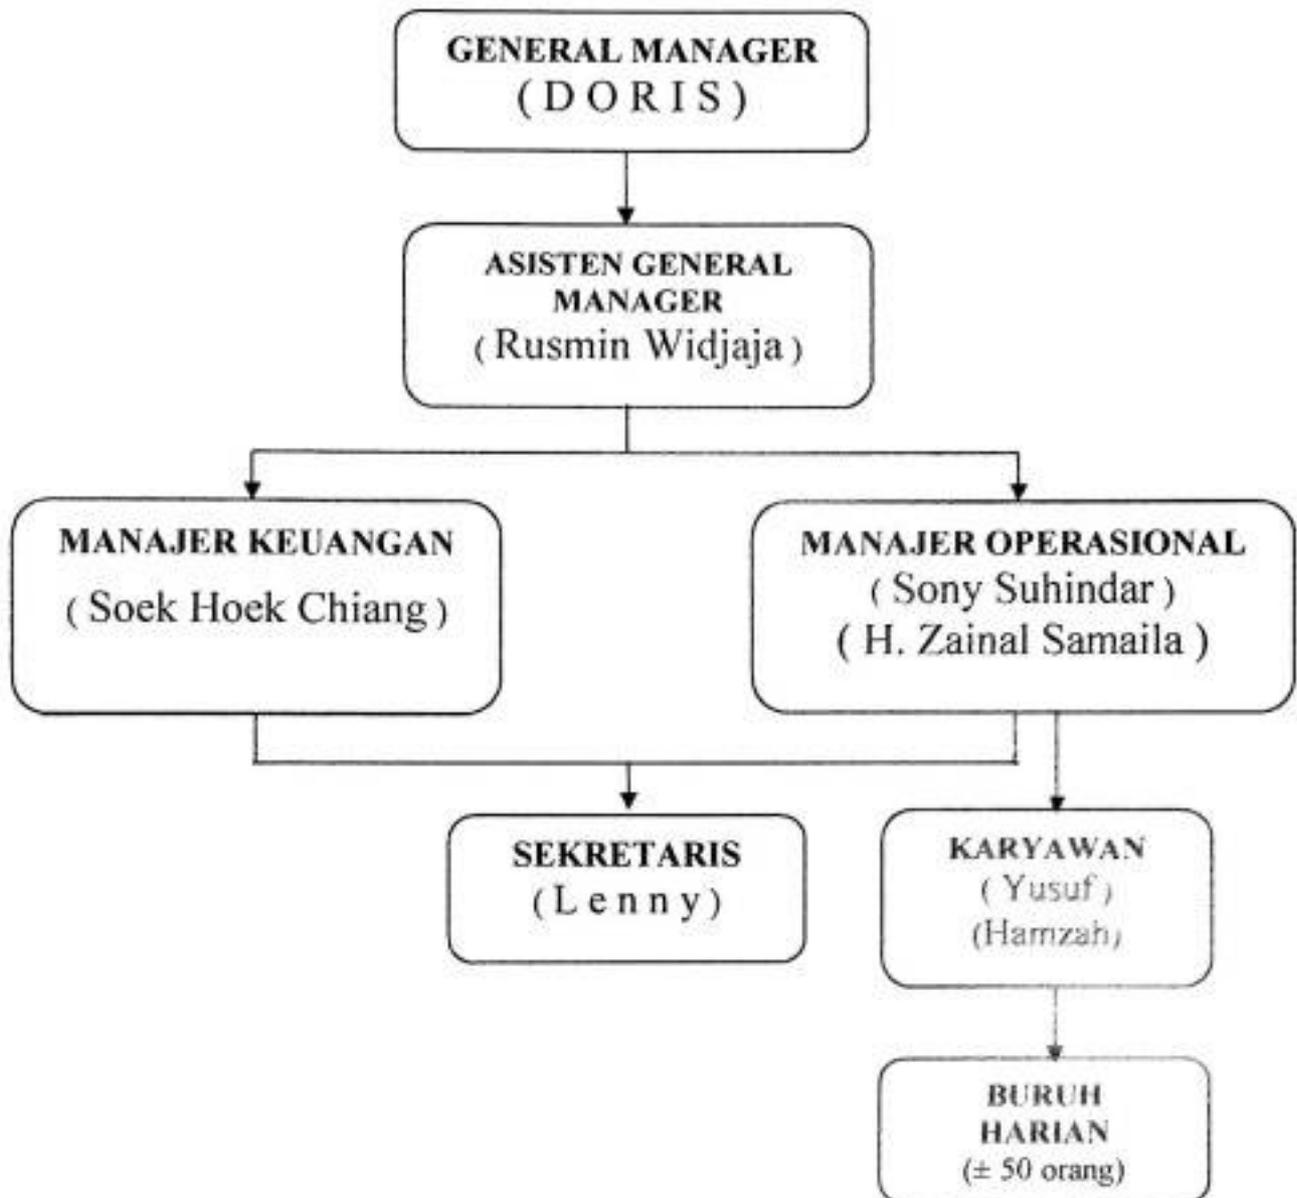 GENERAL MANAGER
( D O R I S )
ASISTEN GENERAL
MANAGER
( Rusmin Widjaja )
MANAJER KEUANGAN
( Soek Hoek Chiang )
MANAJER OPERASIONAL
( Sony Suhindar )
( H. Zainal Samaila )
SEKRETARIS
( L e n n y )
KARYAWAN
( Yusuf )
(Hamzah)
BURUH
HARIAN
(± 50 orang)